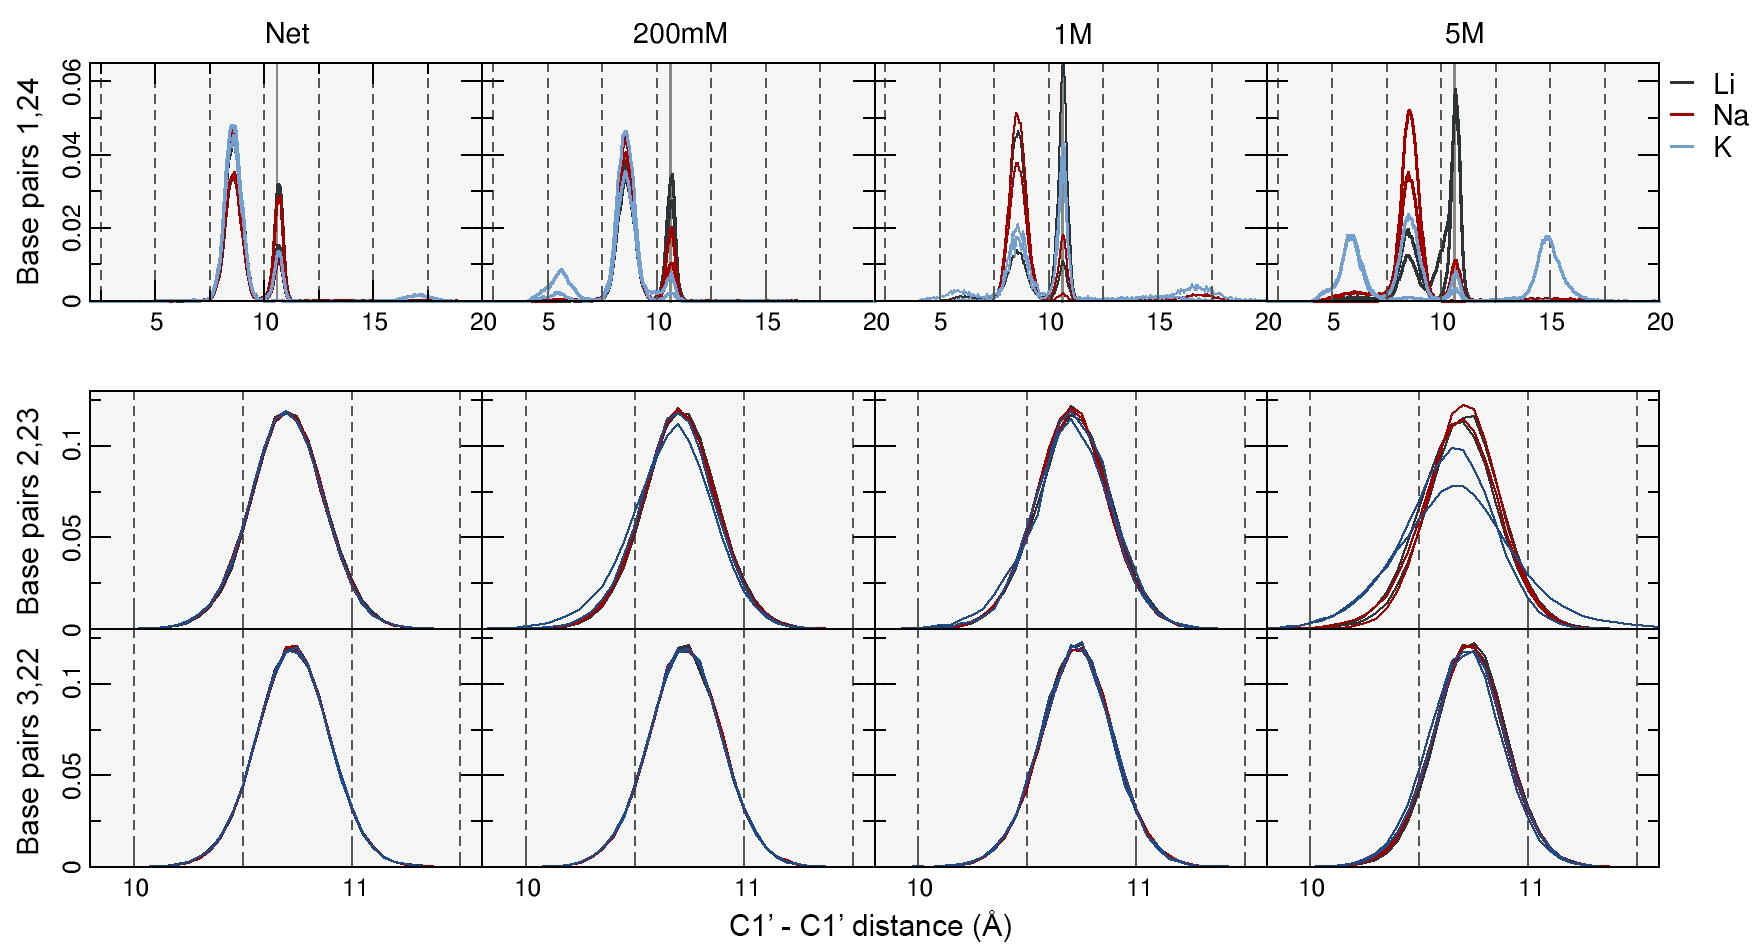 Net 200mM 1M 5M
Base pairs 1,24
0.06
0.04
0.02
0
Li
Na
K
5 10 15 20 5 10 15 20 5 10 15 20 5 10 15 20
Base pairs 2,23
0.1
0.05
0
Base pairs 3,22
0.1
0.05
0
10 11 10 11 10 11 10 11
C1’ - C1’ distance (Å)